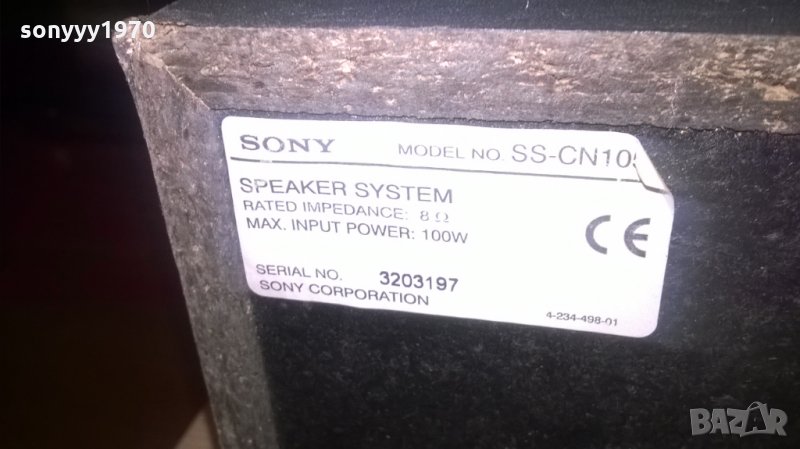 sonyyy1970
SONY MODEL NO. SS-CN10
SPEAKER SYSTEM
RATED IMPEDANCE: 8 Ω
MAX. INPUT POWER: 100W
CE
SERIAL NO. 3203197
SONY CORPORATION
4-234-498-01
BAZAR